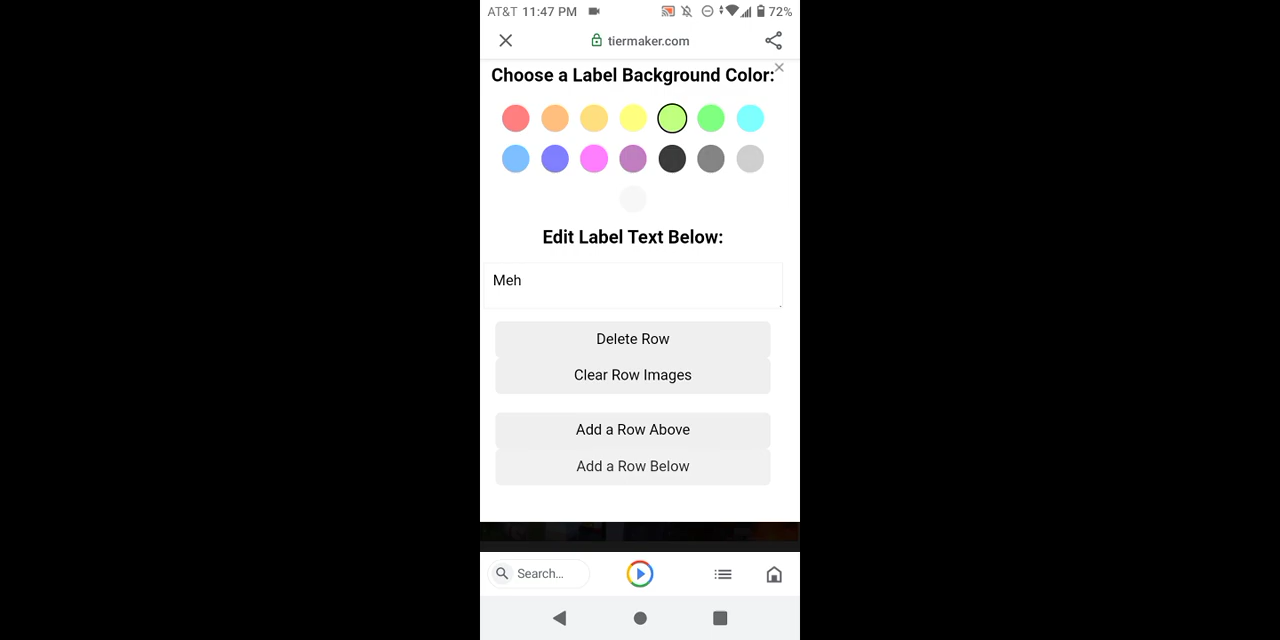 AT&T 11:47 PM 72%
tiermaker.com
Choose a Label Background Color:
Edit Label Text Below:
Meh
Delete Row
Clear Row Images
Add a Row Above
Add a Row Below
Search...